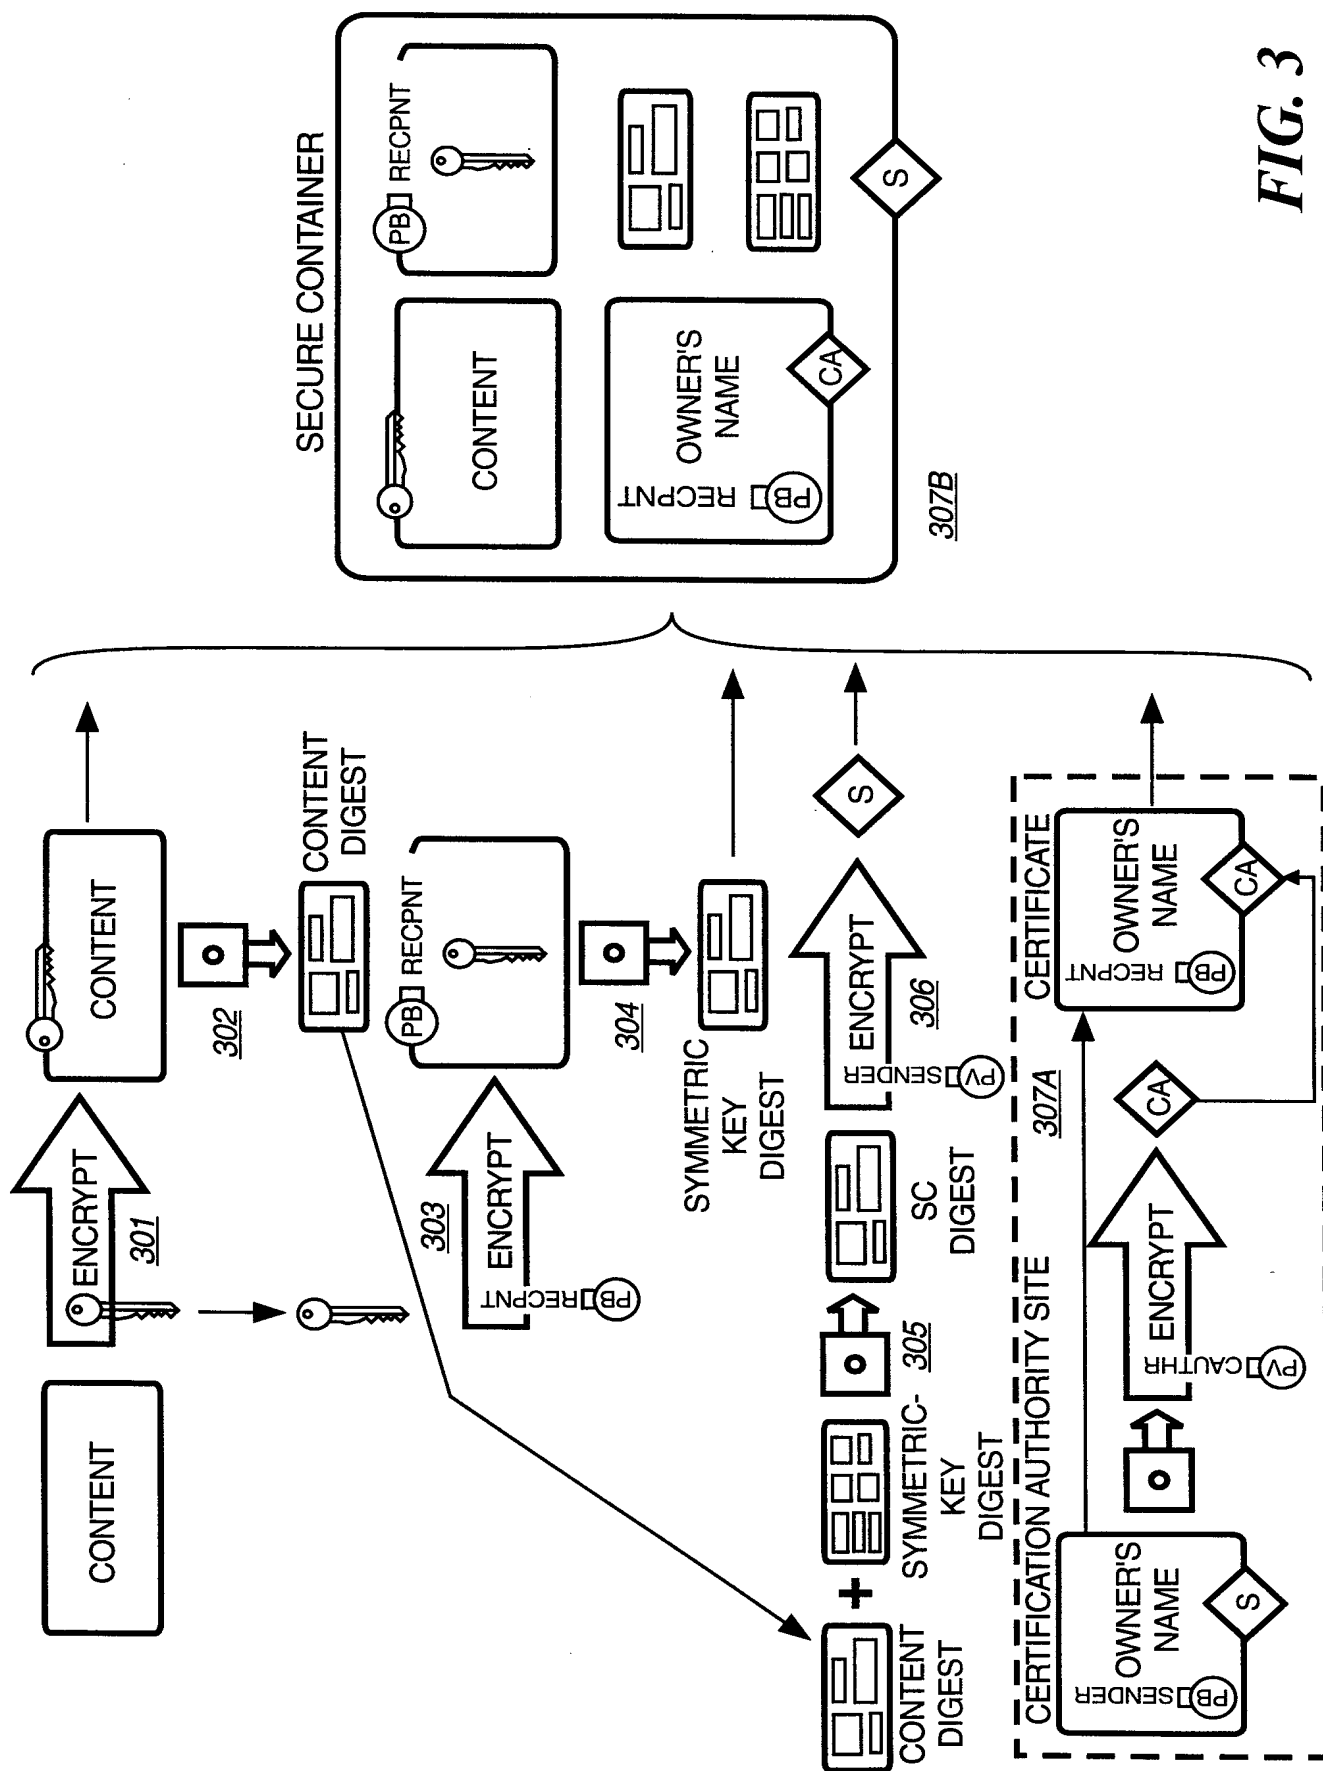 CONTENT
ENCRYPT
301
CONTENT
302
CONTENT
DIGEST
PB RECPNT
ENCRYPT
303
PB RECPNT
304
SYMMETRIC
KEY
DIGEST
CONTENT
DIGEST
+
SYMMETRIC-
KEY
DIGEST
305
SC
DIGEST
ENCRYPT
PV SENDER
306
S
CERTIFICATION AUTHORITY SITE
OWNER'S
NAME
PB SENDER
S
ENCRYPT
PV CAUTHR
307A
CA
CERTIFICATE
OWNER'S
NAME
PB RECPNT
CA
SECURE CONTAINER
CONTENT
PB RECPNT
OWNER'S
NAME
PB RECPNT
CA
S
307B
FIG. 3